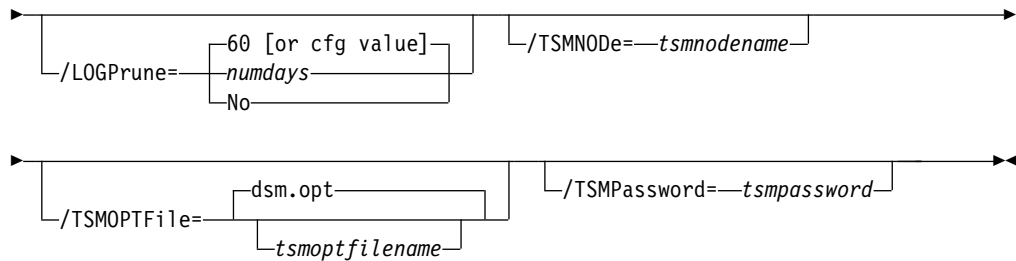 60 [or cfg value]
/LOGPrune= numdays
No
/TSMNODe= tsmnodename
dsm.opt
/TSMOPTFile=
tsmoptfilename
/TSMPassword= tsmpassword